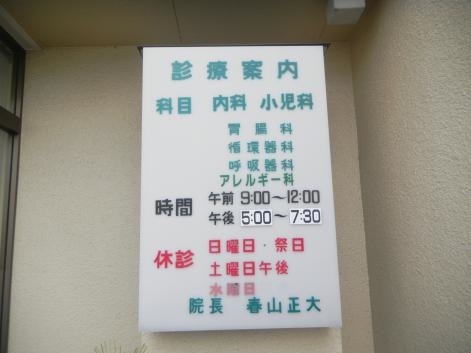 診療案内
科目 内科 小児科
胃腸科
循環器科
呼吸器科
アレルギー科
時間 午前 9:00〜12:00
午後 5:00〜7:30
休診 日曜日・祭日
土曜日午後
水曜日
院長 春山正大